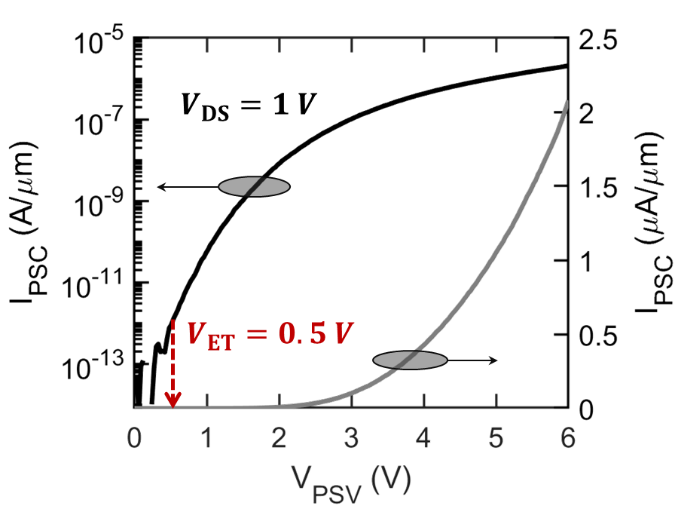 10⁻⁵
10⁻⁷
10⁻⁹
10⁻¹¹
10⁻¹³
I_PSC (A/μm)
V_DS = 1 V
V_ET = 0.5 V
2.5
2
1.5
1
0.5
0
I_PSC (μA/μm)
0 1 2 3 4 5 6
V_PSV (V)